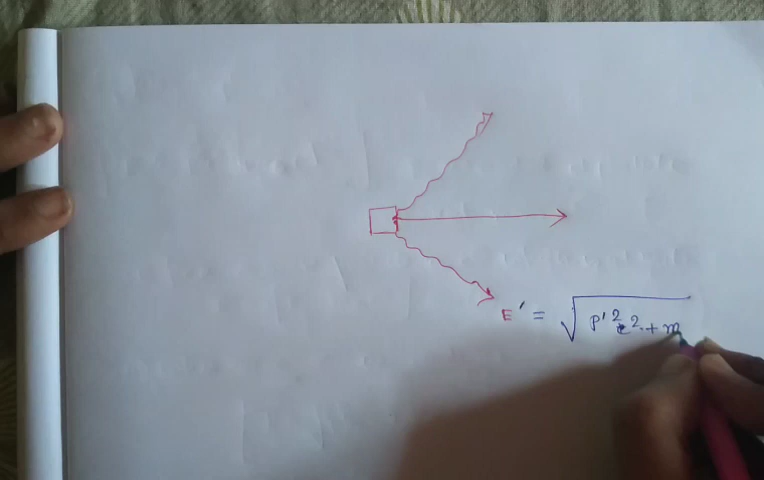 E' = √p'²c² + m